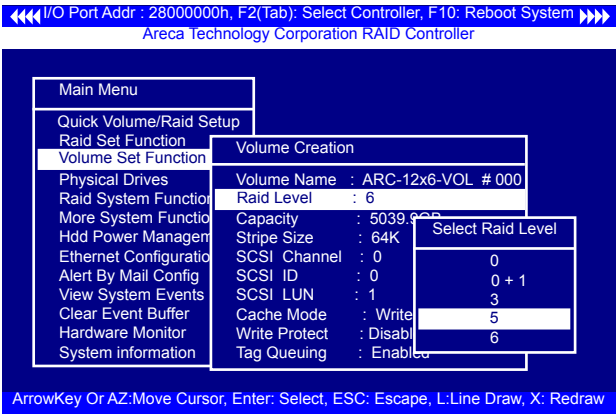 I/O Port Addr : 28000000h, F2(Tab): Select Controller, F10: Reboot System
Areca Technology Corporation RAID Controller
Main Menu
Quick Volume/Raid Setup
Raid Set Function
Volume Set Function
Physical Drives
Raid System Function
More System Functio
Hdd Power Managem
Ethernet Configuratio
Alert By Mail Config
View System Events
Clear Event Buffer
Hardware Monitor
System information
Volume Creation
Volume Name : ARC-12x6-VOL # 000
Raid Level : 6
Capacity : 5039.9GB
Stripe Size : 64K
SCSI Channel : 0
SCSI ID : 0
SCSI LUN : 1
Cache Mode : Write
Write Protect : Disabl
Tag Queuing : Enabled
Select Raid Level
0
0 + 1
3
5
6
ArrowKey Or AZ:Move Cursor, Enter: Select, ESC: Escape, L:Line Draw, X: Redraw